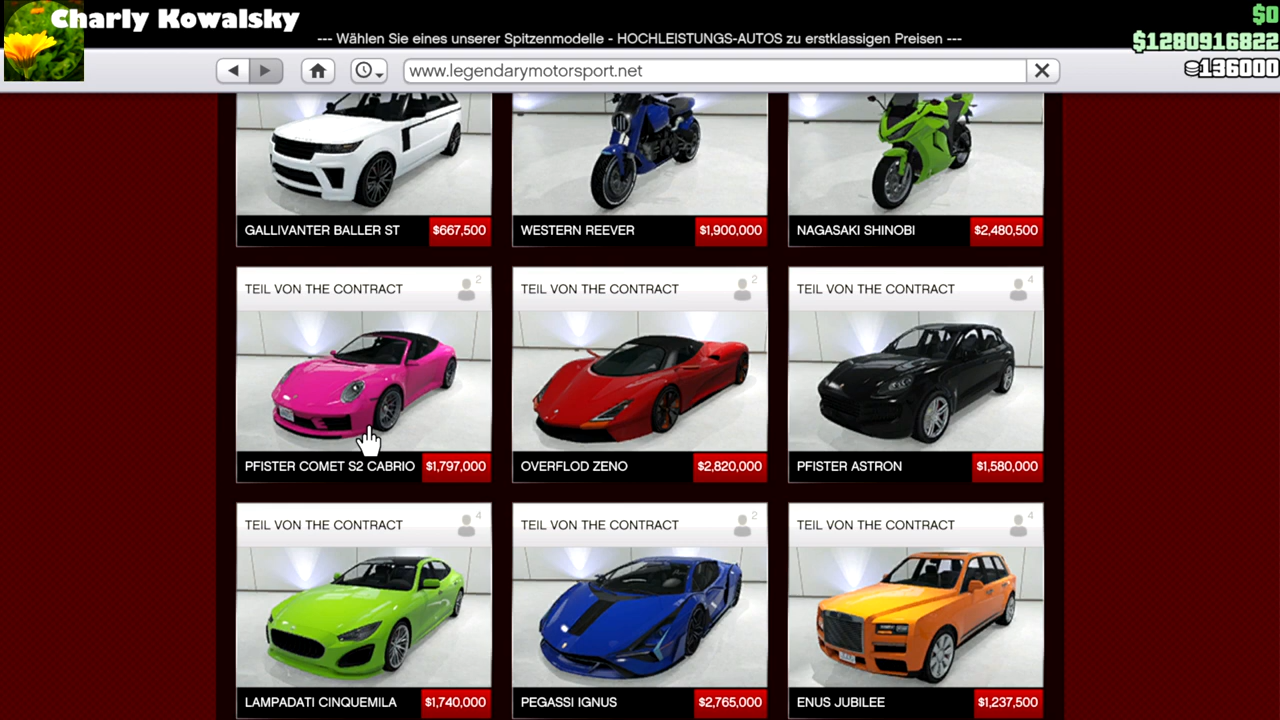 Charly Kowalsky
$0
--- Wählen Sie eines unserer Spitzenmodelle - HOCHLEISTUNGS-AUTOS zu erstklassigen Preisen ---
$1280916822
136000
www.legendarymotorsport.net
GALLIVANTER BALLER ST $667,500
WESTERN REEVER $1,900,000
NAGASAKI SHINOBI $2,480,500
TEIL VON THE CONTRACT 2
TEIL VON THE CONTRACT 2
TEIL VON THE CONTRACT 4
PFISTER COMET S2 CABRIO $1,797,000
OVERFLOD ZENO $2,820,000
PFISTER ASTRON $1,580,000
TEIL VON THE CONTRACT 4
TEIL VON THE CONTRACT 2
TEIL VON THE CONTRACT 4
LAMPADATI CINQUEMILA $1,740,000
PEGASSI IGNUS $2,765,000
ENUS JUBILEE $1,237,500